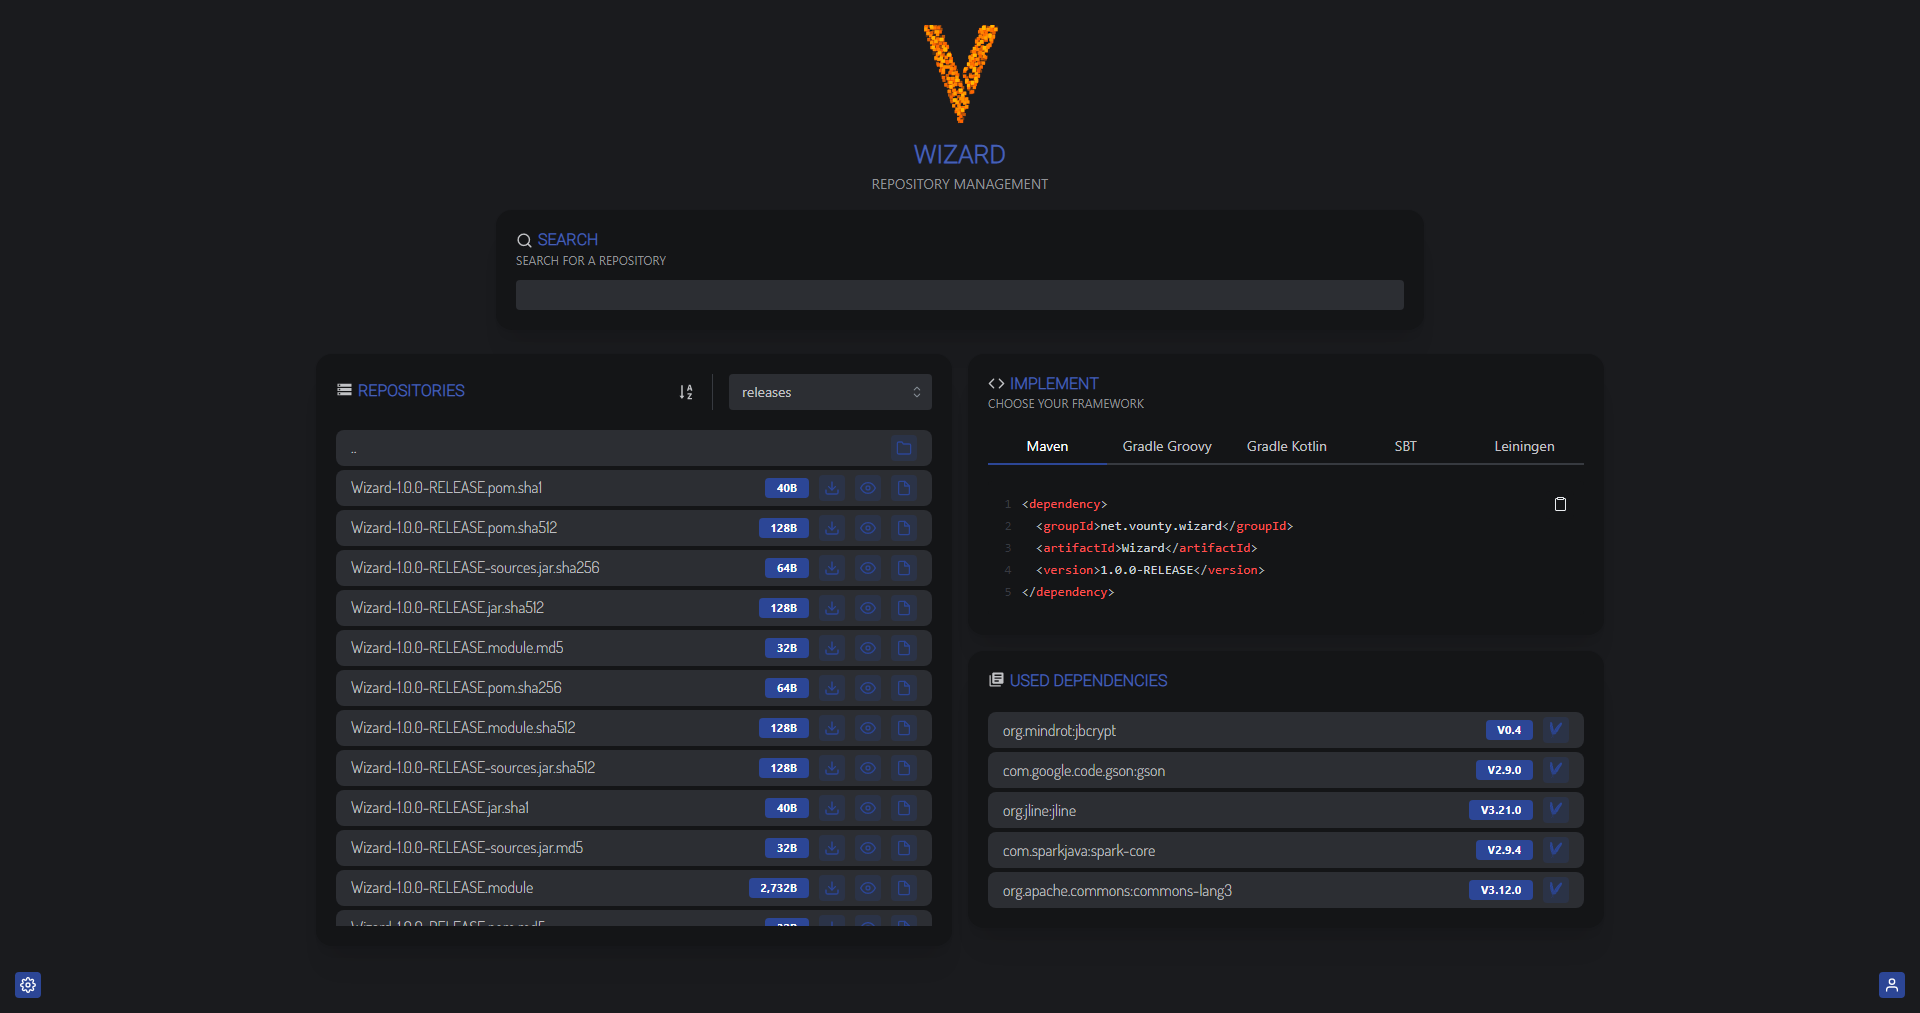 WIZARD
REPOSITORY MANAGEMENT
SEARCH
SEARCH FOR A REPOSITORY
REPOSITORIES
releases
..
Wizard-1.0.0-RELEASE.pom.sha1 40B
Wizard-1.0.0-RELEASE.pom.sha512 128B
Wizard-1.0.0-RELEASE-sources.jar.sha256 64B
Wizard-1.0.0-RELEASE.jar.sha512 128B
Wizard-1.0.0-RELEASE.module.md5 32B
Wizard-1.0.0-RELEASE.pom.sha256 64B
Wizard-1.0.0-RELEASE.module.sha512 128B
Wizard-1.0.0-RELEASE-sources.jar.sha512 128B
Wizard-1.0.0-RELEASE.jar.sha1 40B
Wizard-1.0.0-RELEASE-sources.jar.md5 32B
Wizard-1.0.0-RELEASE.module 2,732B
Wizard-1.0.0-RELEASE.pom.md5 32B
IMPLEMENT
CHOOSE YOUR FRAMEWORK
Maven Gradle Groovy Gradle Kotlin SBT Leiningen
1 <dependency>
2 <groupId>net.vounty.wizard</groupId>
3 <artifactId>Wizard</artifactId>
4 <version>1.0.0-RELEASE</version>
5 </dependency>
USED DEPENDENCIES
org.mindrot:jbcrypt V0.4
com.google.code.gson:gson V2.9.0
org.jline:jline V3.21.0
com.sparkjava:spark-core V2.9.4
org.apache.commons:commons-lang3 V3.12.0